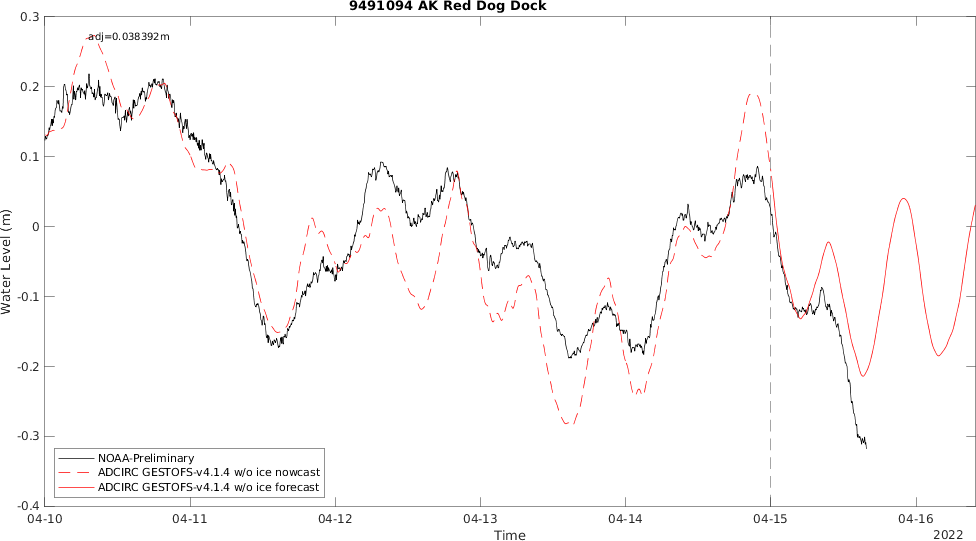 9491094 AK Red Dog Dock
adj=0.038392m
0.3
0.2
0.1
0
-0.1
-0.2
-0.3
-0.4
Water Level (m)
NOAA-Preliminary
ADCIRC GESTOFS-v4.1.4 w/o ice nowcast
ADCIRC GESTOFS-v4.1.4 w/o ice forecast
04-10 04-11 04-12 04-13 04-14 04-15 04-16
Time
2022